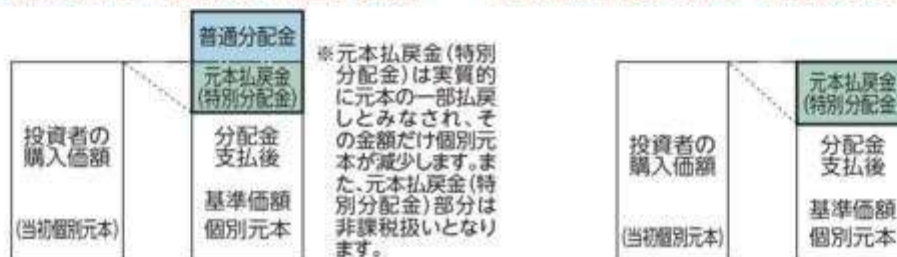 普通分配金
元本払戻金
(特別分配金)
投資者の
購入価額
(当初個別元本)
分配金
支払後
基準価額
個別元本
※元本払戻金(特別
分配金)は実質的
に元本の一部払戻
しとみなされ、そ
の金額だけ個別元
本が減少します。ま
た、元本払戻金(特
別分配金)部分は
非課税扱いとなり
ます。
投資者の
購入価額
(当初個別元本)
元本払戻金
(特別分配金
分配金
支払後
基準価額
個別元本